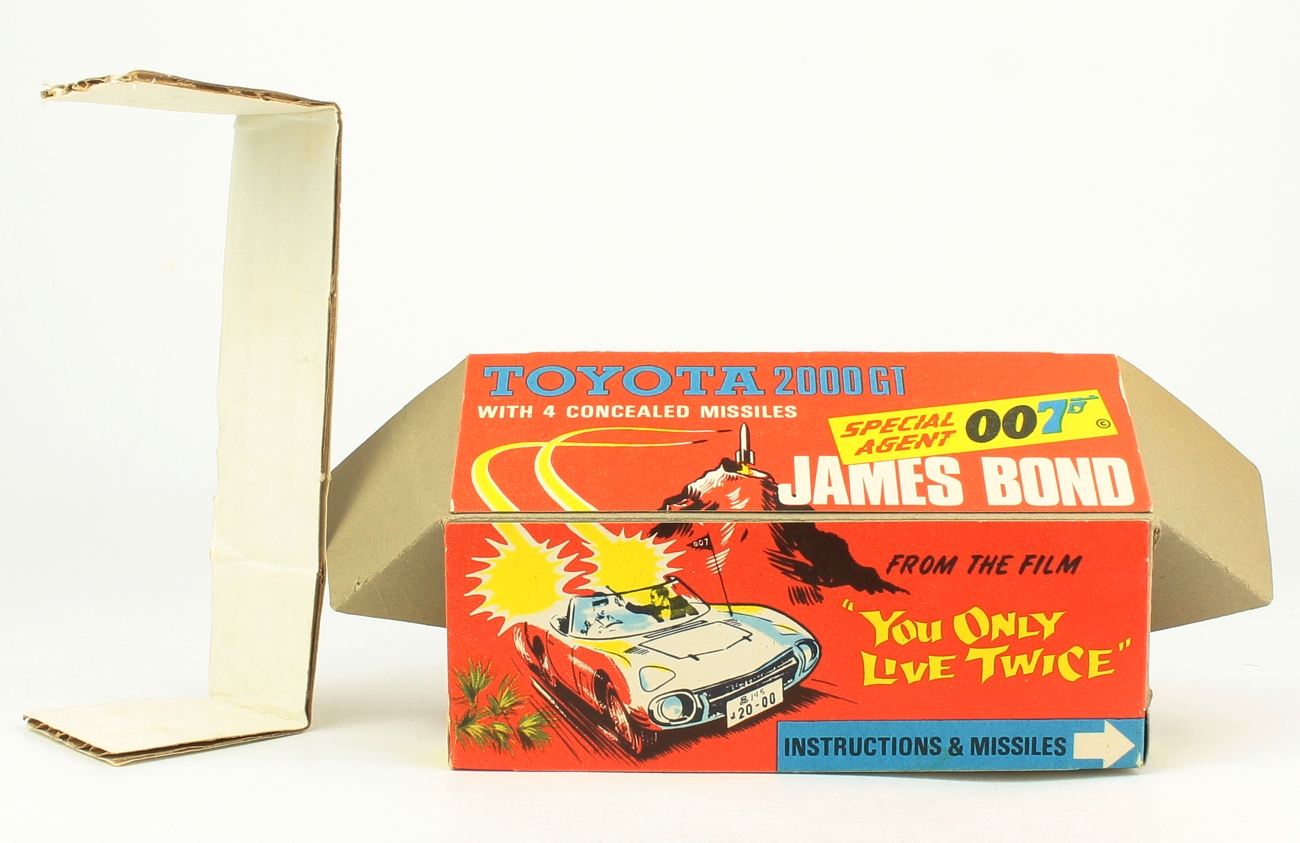 TOYOTA 2000 GT
WITH 4 CONCEALED MISSILES
SPECIAL
AGENT 007 ©
JAMES BOND
007
FROM THE FILM
"YOU ONLY
LIVE TWICE"
20-00
INSTRUCTIONS & MISSILES